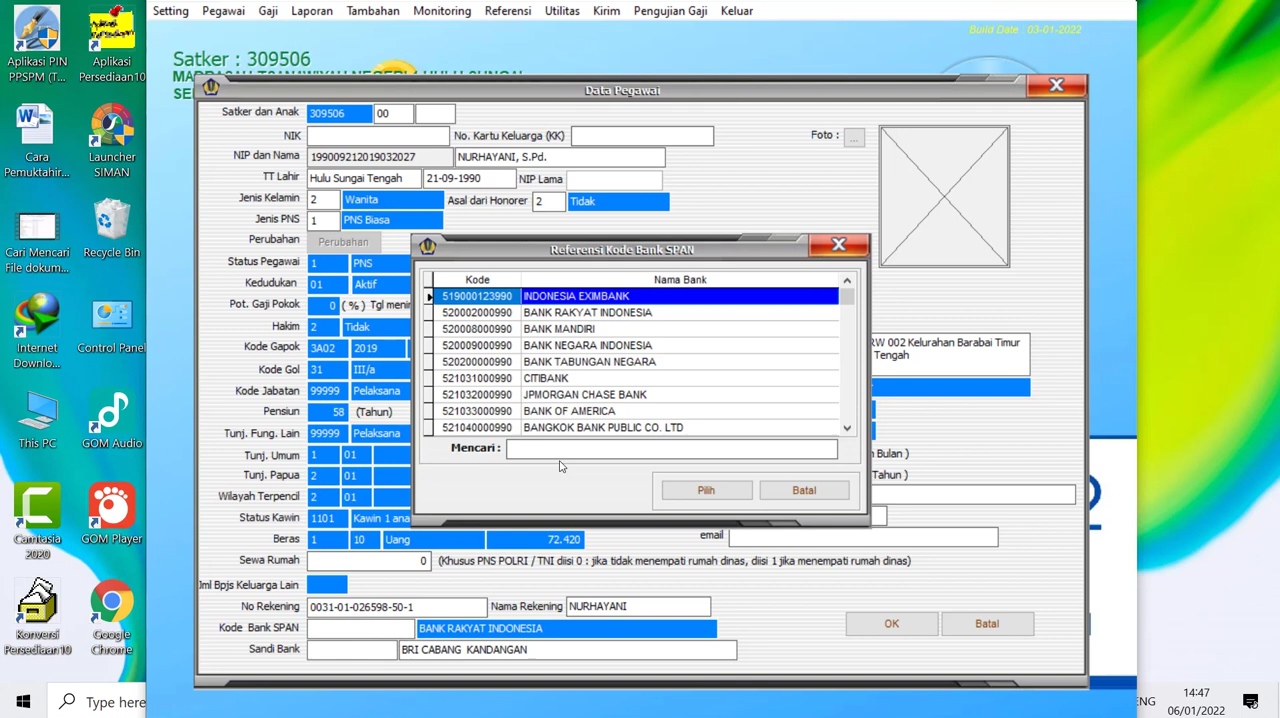 Setting Pegawai Gaji Laporan Tambahan Monitoring Referensi Utilitas Kirim Pengujian Gaji Keluar
Build Date : 03-01-2022
Satker : 309506
Data Pegawai
Satker dan Anak 309506 00
NIK No. Kartu Keluarga (KK) Foto : ...
NIP dan Nama 199009212019032027 NURHAYANI, S.Pd.
TT Lahir Hulu Sungai Tengah 21-09-1990 NIP Lama
Jenis Kelamin 2 Wanita Asal dari Honorer 2 Tidak
Jenis PNS 1 PNS Biasa
Perubahan Perubahan
Status Pegawai 1 PNS
Kedudukan 01 Aktif
Pot. Gaji Pokok 0 ( % )
Hakim 2 Tidak
Kode Gapok 3A02 2019
Kode Gol 31 III/a
Kode Jabatan 99999 Pelaksana
Pensiun 58 (Tahun)
Tunj. Fung. Lain 99999 Pelaksana
Tunj. Umum 1 01
Tunj. Papua 2 01
Wilayah Terpencil 2 01
Status Kawin 1101 Kawin 1 ana
Beras 1 10 Uang 72.420 email
Sewa Rumah 0 (Khusus PNS POLRI / TNI diisi 0 : jika tidak menempati rumah dinas, diisi 1 jika menempati rumah dinas)
Jml Bpjs Keluarga Lain
No Rekening 0031-01-026598-50-1 Nama Rekening NURHAYANI
Kode Bank SPAN BANK RAKYAT INDONESIA
Sandi Bank BRI CABANG KANDANGAN
OK Batal
RW 002 Kelurahan Barabai Timur
Tengah
Bulan )
Tahun )
Referensi Kode Bank SPAN
Kode Nama Bank
519000123990 INDONESIA EXIMBANK
520002000990 BANK RAKYAT INDONESIA
520008000990 BANK MANDIRI
520009000990 BANK NEGARA INDONESIA
520200000990 BANK TABUNGAN NEGARA
521031000990 CITIBANK
521032000990 JPMORGAN CHASE BANK
521033000990 BANK OF AMERICA
521040000990 BANGKOK BANK PUBLIC CO. LTD
Mencari :
Pilih Batal
Aplikasi PIN
PPSPM (T...
Aplikasi
Persediaan10
Cara
Pemuktahir...
Launcher
SIMAN
Cari Mencari
File dokum...
Recycle Bin
Internet
Downlo...
Control Panel
This PC
GOM Audio
Camtasia
2020
GOM Player
Konversi
Persediaan10
Google
Chrome
Type here
ENG
14:47
06/01/2022